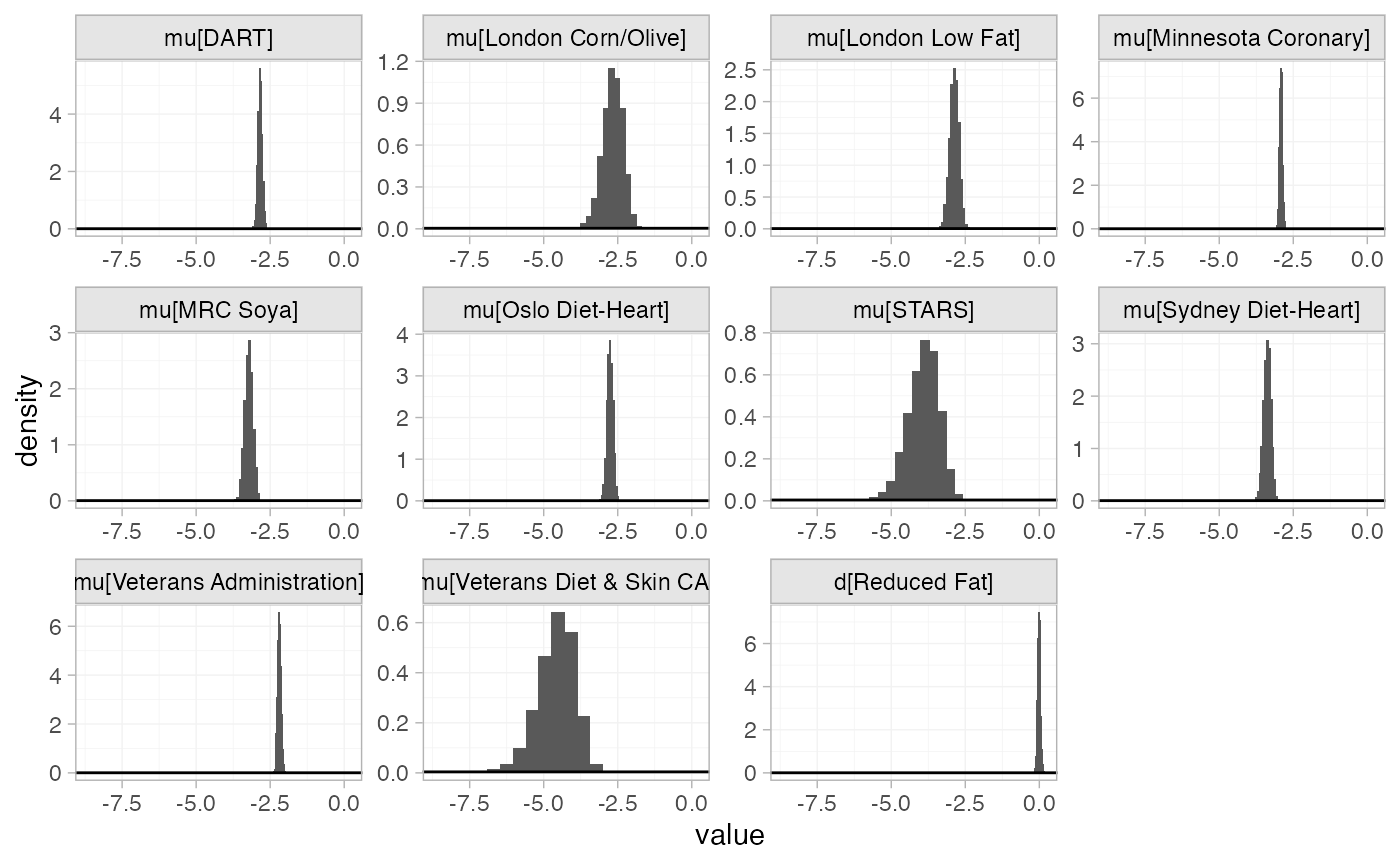 mu[DART]
mu[London Corn/Olive]
mu[London Low Fat]
mu[Minnesota Coronary]
4
2
0
1.2
0.9
0.6
0.3
0.0
2.5
2.0
1.5
1.0
0.5
0.0
6
4
2
0
-7.5 -5.0 -2.5 0.0
-7.5 -5.0 -2.5 0.0
-7.5 -5.0 -2.5 0.0
-7.5 -5.0 -2.5 0.0
density
mu[MRC Soya]
mu[Oslo Diet-Heart]
mu[STARS]
mu[Sydney Diet-Heart]
3
2
1
0
4
3
2
1
0
0.8
0.6
0.4
0.2
0.0
3
2
1
0
-7.5 -5.0 -2.5 0.0
-7.5 -5.0 -2.5 0.0
-7.5 -5.0 -2.5 0.0
-7.5 -5.0 -2.5 0.0
mu[Veterans Administration]
mu[Veterans Diet & Skin CA
d[Reduced Fat]
6
4
2
0
0.6
0.4
0.2
0.0
6
4
2
0
-7.5 -5.0 -2.5 0.0
-7.5 -5.0 -2.5 0.0
-7.5 -5.0 -2.5 0.0
value